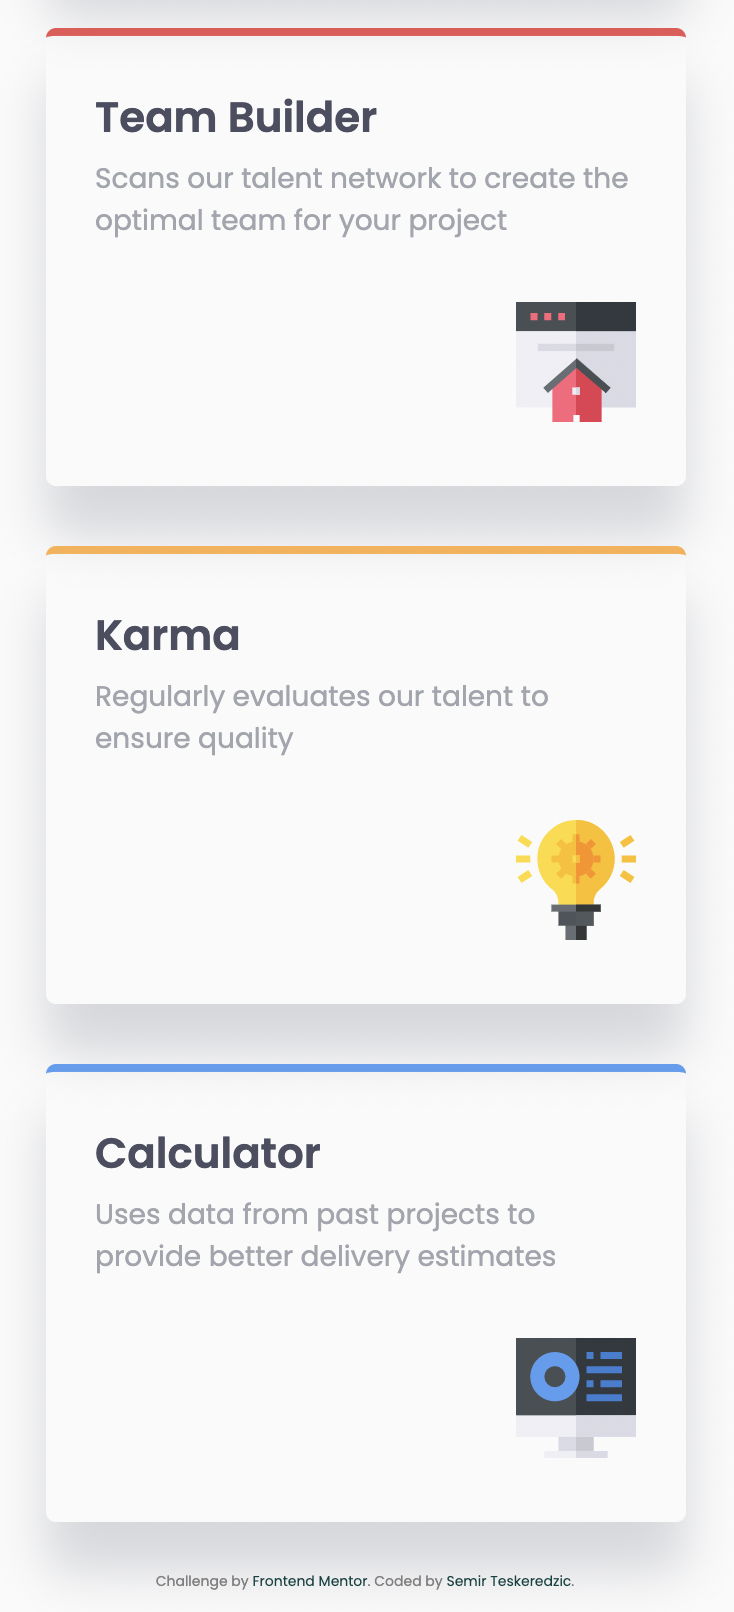 Team Builder
Scans our talent network to create the
optimal team for your project
Karma
Regularly evaluates our talent to
ensure quality
Calculator
Uses data from past projects to
provide better delivery estimates
Challenge by Frontend Mentor. Coded by Semir Teskeredzic.